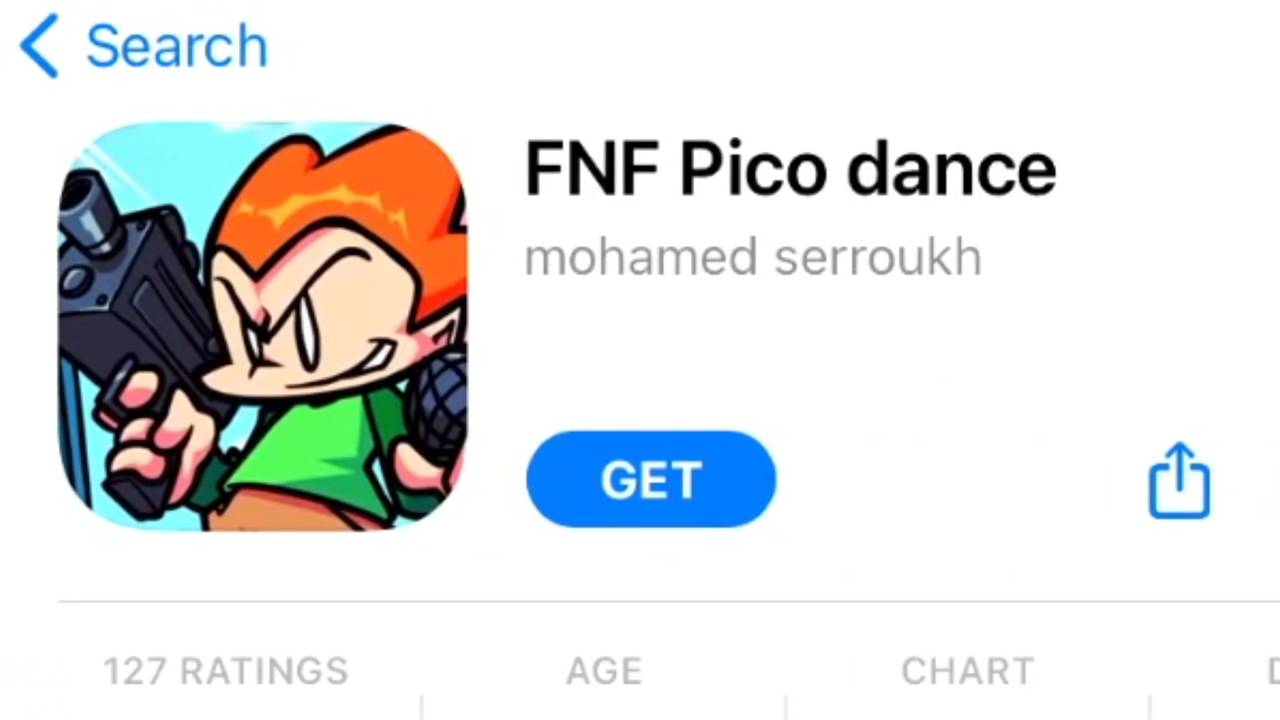 Search
FNF Pico dance
mohamed serroukh
GET
127 RATINGS
AGE
CHART